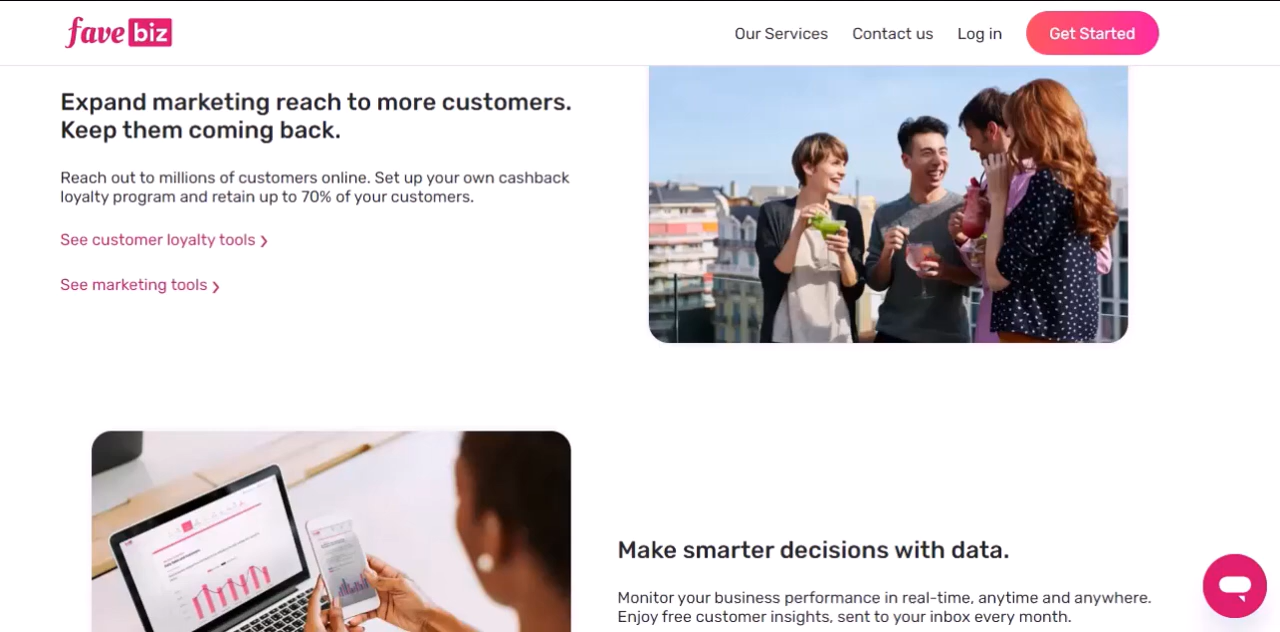 fave biz
Our Services
Contact us
Log in
Get Started
Expand marketing reach to more customers.
Keep them coming back.
Reach out to millions of customers online. Set up your own cashback
loyalty program and retain up to 70% of your customers.
See customer loyalty tools
See marketing tools
Make smarter decisions with data.
Monitor your business performance in real-time, anytime and anywhere.
Enjoy free customer insights, sent to your inbox every month.